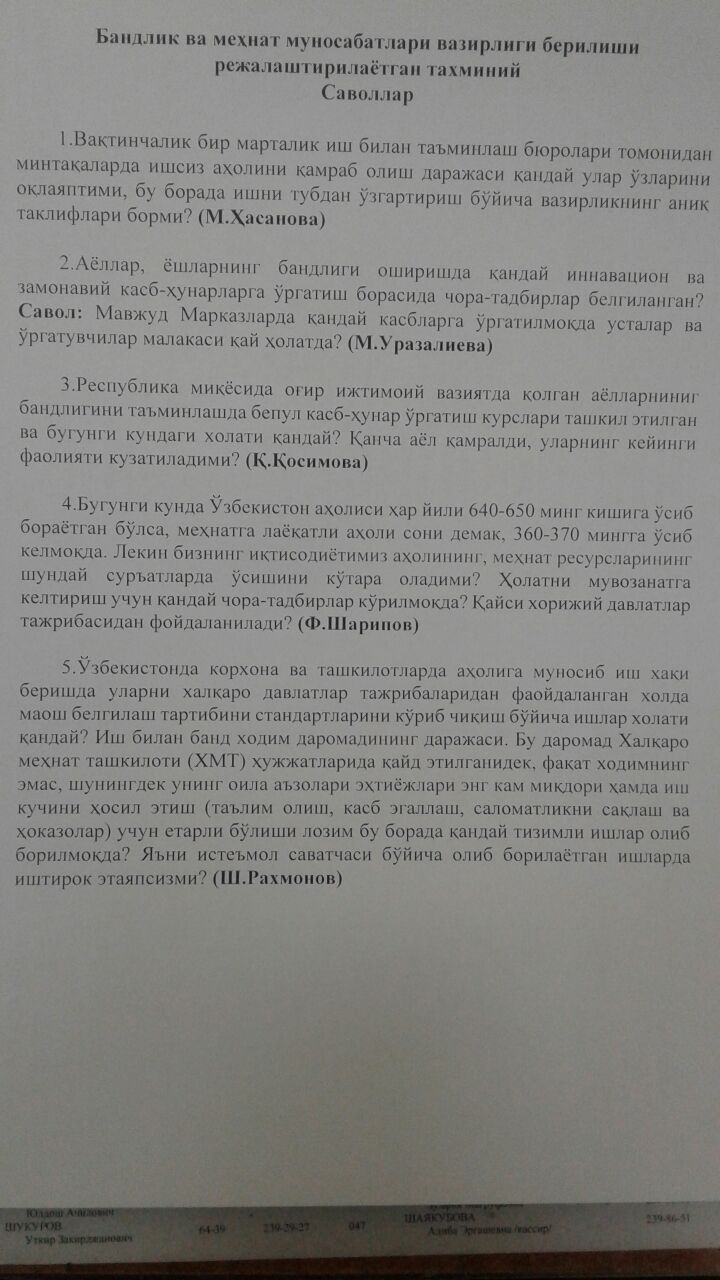 Бандлик ва меҳнат муносабатлари вазирлиги берилиши
режалаштирилаётган тахминий
Саволлар
1.Вақтинчалик бир марталик иш билан таъминлаш бюролари томонидан
минтақаларда ишсиз аҳолини қамраб олиш даражаси қандай улар ўзларини
оқлаяптими, бу борада ишни тубдан ўзгартириш бўйича вазирликнинг аниқ
таклифлари борми? (М.Ҳасанова)
2.Аёллар, ёшларнинг бандлиги оширишда қандай иннавацион ва
замонавий касб-ҳунарларга ўргатиш борасида чора-тадбирлар белгиланган?
Савол: Мавжуд Марказларда қандай касбларга ўргатилмоқда усталар ва
ўргатувчилар малакаси қай ҳолатда? (М.Уразалиева)
3.Республика миқёсида оғир ижтимоий вазиятда қолган аёлларниниг
бандлигини таъминлашда бепул касб-ҳунар ўргатиш курслари ташкил этилган
ва бугунги кундаги холати қандай? Қанча аёл қамралди, уларнинг кейинги
фаолияти кузатиладими? (Қ.Қосимова)
4.Бугунги кунда Ўзбекистон аҳолиси ҳар йили 640-650 минг кишига ўсиб
бораётган бўлса, меҳнатга лаёқатли аҳоли сони демак, 360-370 мингга ўсиб
келмоқда. Лекин бизнинг иқтисодиётимиз аҳолининг, меҳнат ресурсларининг
шундай суръатларда ўсишини кўтара оладими? Ҳолатни мувозанатга
келтириш учун қандай чора-тадбирлар кўрилмоқда? Қайси хорижий давлатлар
тажрибасидан фойдаланилади? (Ф.Шарипов)
5.Ўзбекистонда корхона ва ташкилотларда аҳолига муносиб иш хақи
беришда уларни халқаро давлатлар тажрибаларидан фаойдаланган холда
маош белгилаш тартибини стандартларини кўриб чиқиш бўйича ишлар холати
қандай? Иш билан банд ходим даромадининг даражаси. Бу даромад Халқаро
меҳнат ташкилоти (ХМТ) ҳужжатларида қайд этилганидек, фақат ходимнинг
эмас, шунингдек унинг оила аъзолари эҳтиёжлари энг кам миқдори ҳамда иш
кучини ҳосил этиш (таълим олиш, касб эгаллаш, саломатликни сақлаш ва
ҳоказолар) учун етарли бўлиши лозим бу борада қандай тизимли ишлар олиб
борилмоқда? Яъни истеъмол саватчаси бўйича олиб борилаётган ишларда
иштирок этаяпсизми? (Ш.Рахмонов)
Юлдош Ачилович
ШУКУРОВ 64-39 239-29-27 047 ШАЯКУБОВА 239-86-51
Уткир Закирджанович Адиба Эргашевна /кассир/